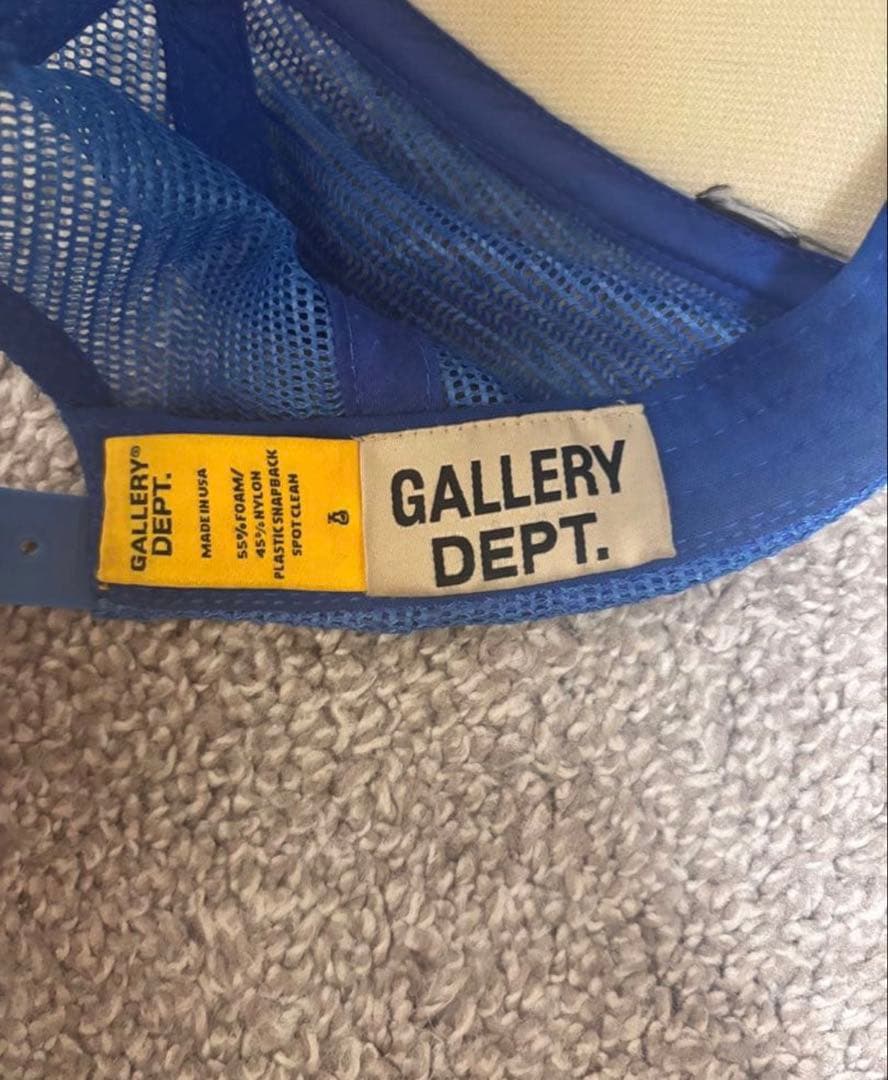 GALLERY®
DEPT.
MADE IN USA
55% FOAM/
45% NYLON
PLASTIC SNAPBACK
SPOT CLEAN
GALLERY
DEPT.